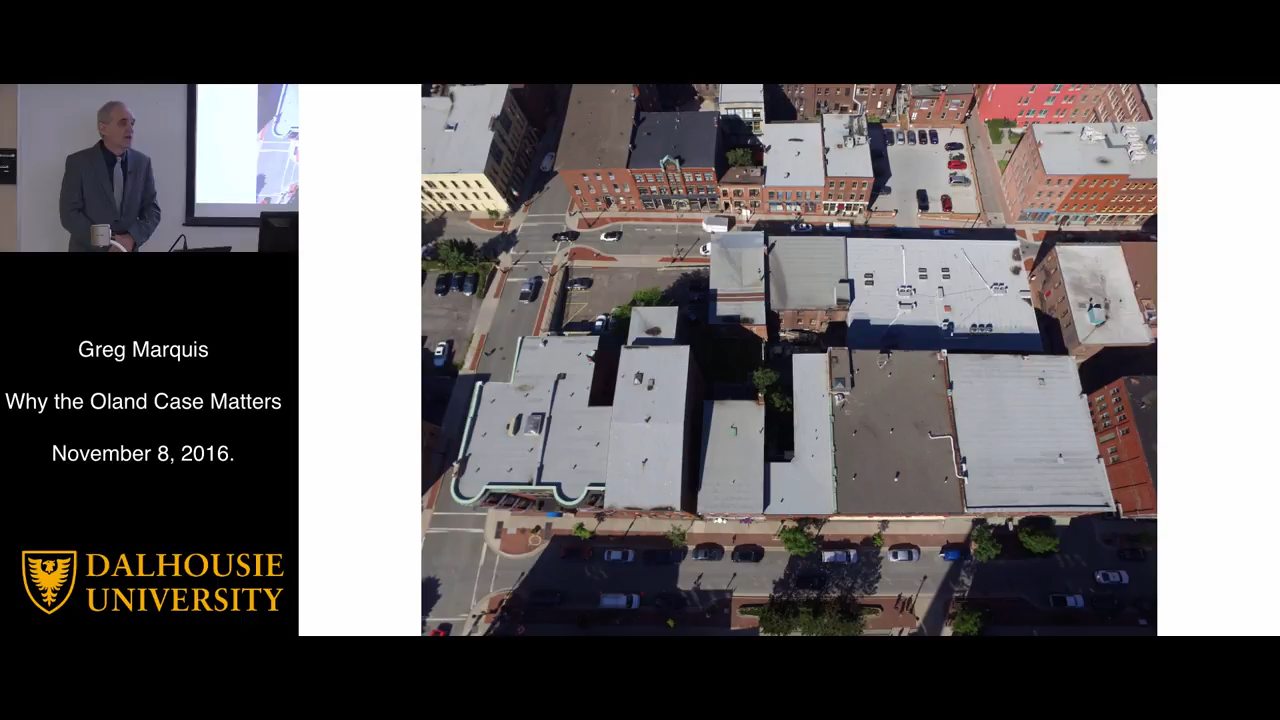 Greg Marquis
Why the Oland Case Matters
November 8, 2016.
DALHOUSIE
UNIVERSITY